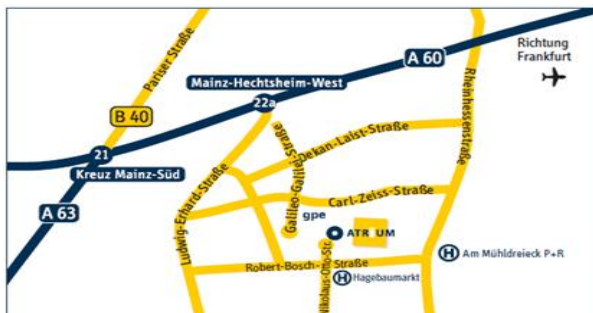 Richtung
Frankfurt
A 60
Pariser Straße
Mainz-Hechtsheim-West
22a
B 40
21
Kreuz Mainz-Süd
A 63
Rheinhessenstraße
Dekan-Laist-Straße
Galileo-Galilei-Straße
Ludwig-Erhard-Straße
Carl-Zeiss-Straße
gpe
ATRIUM
Robert-Bosch-Straße
Nikolaus-Otto-Str.
H Am Mühldreieck P+R
H Hagebaumarkt